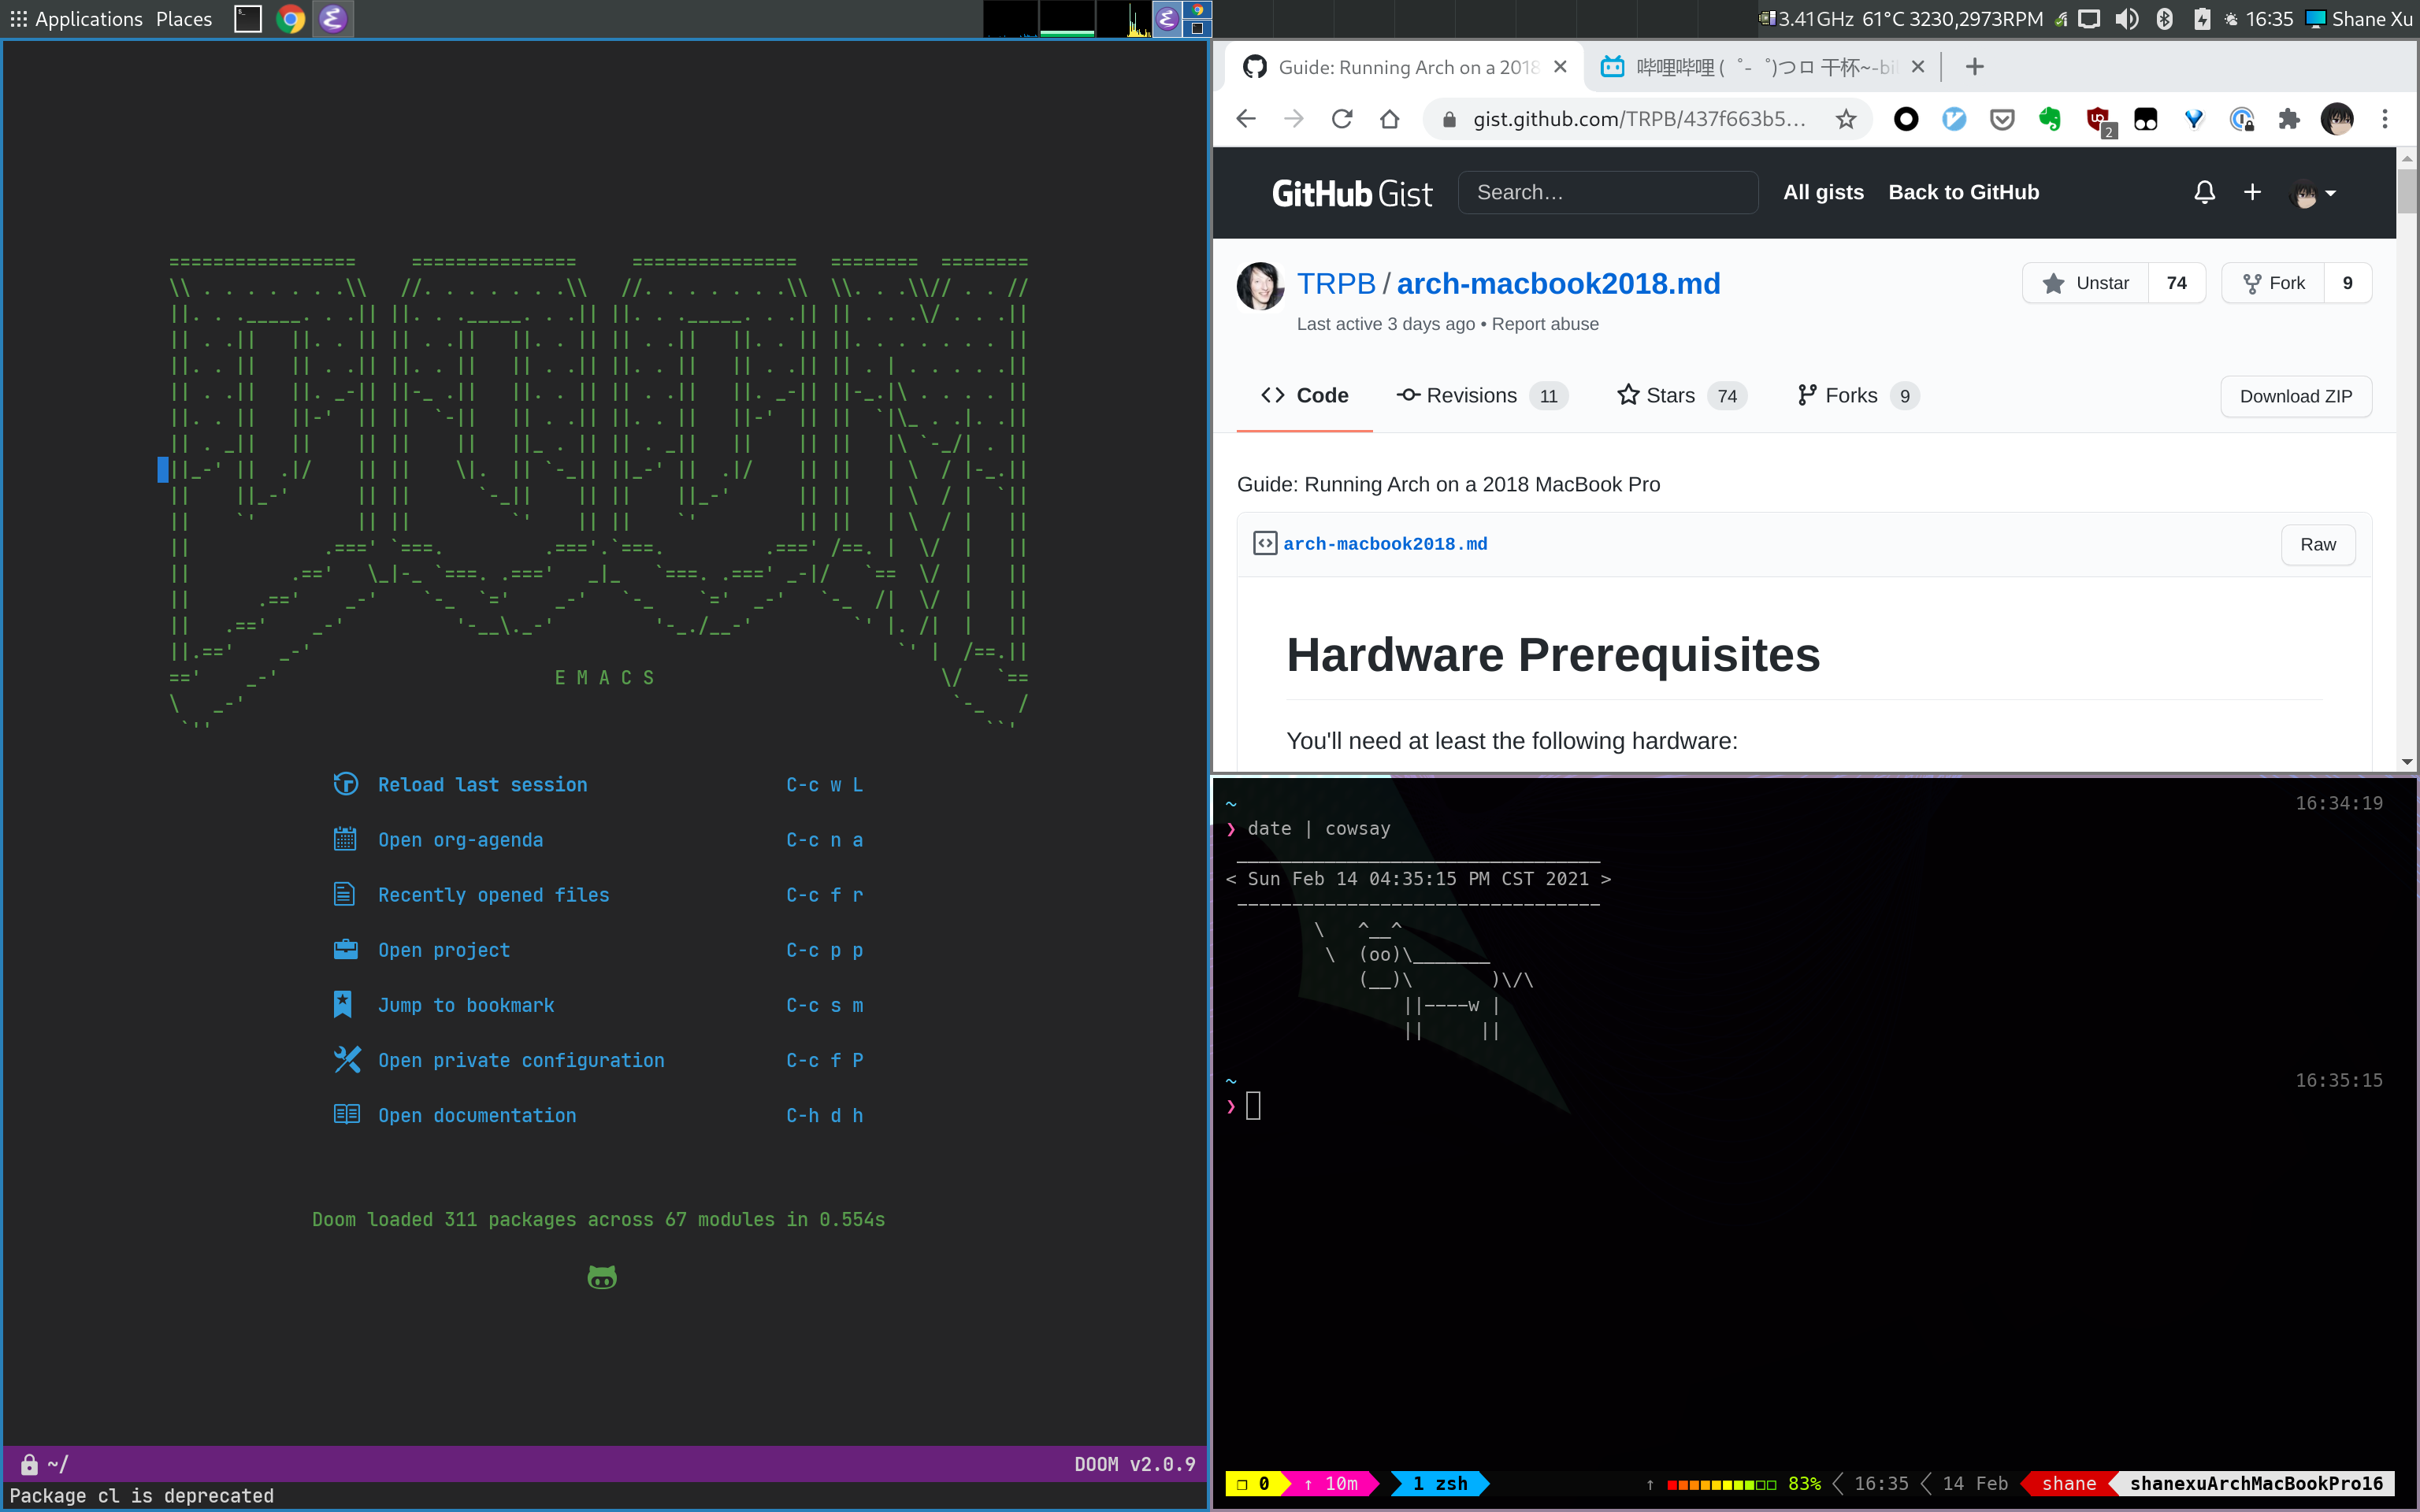 Applications Places
3.41GHz 61°C 3230,2973RPM 16:35 Shane Xu
E M A C S
Reload last session C-c w L
Open org-agenda C-c n a
Recently opened files C-c f r
Open project C-c p p
Jump to bookmark C-c s m
Open private configuration C-c f P
Open documentation C-h d h
Doom loaded 311 packages across 67 modules in 0.554s
~/ DOOM v2.0.9
Package cl is deprecated
Guide: Running Arch on a 2018
哔哩哔哩 (゜-゜)つロ 干杯~-bil
gist.github.com/TRPB/437f663b5...
2
GitHub Gist Search… All gists Back to GitHub
TRPB / arch-macbook2018.md
Unstar 74 Fork 9
Last active 3 days ago • Report abuse
Code Revisions 11 Stars 74 Forks 9 Download ZIP
Guide: Running Arch on a 2018 MacBook Pro
arch-macbook2018.md Raw
Hardware Prerequisites
You'll need at least the following hardware:
~ 16:34:19
❯ date | cowsay
< Sun Feb 14 04:35:15 PM CST 2021 >
\ ^__^
\ (oo)\_______
(__)\ )\/\
||----w |
|| ||
~ 16:35:15
❯
❐ 0 ↑ 10m 1 zsh ↑ 83% 16:35 14 Feb shane shanexuArchMacBookPro16